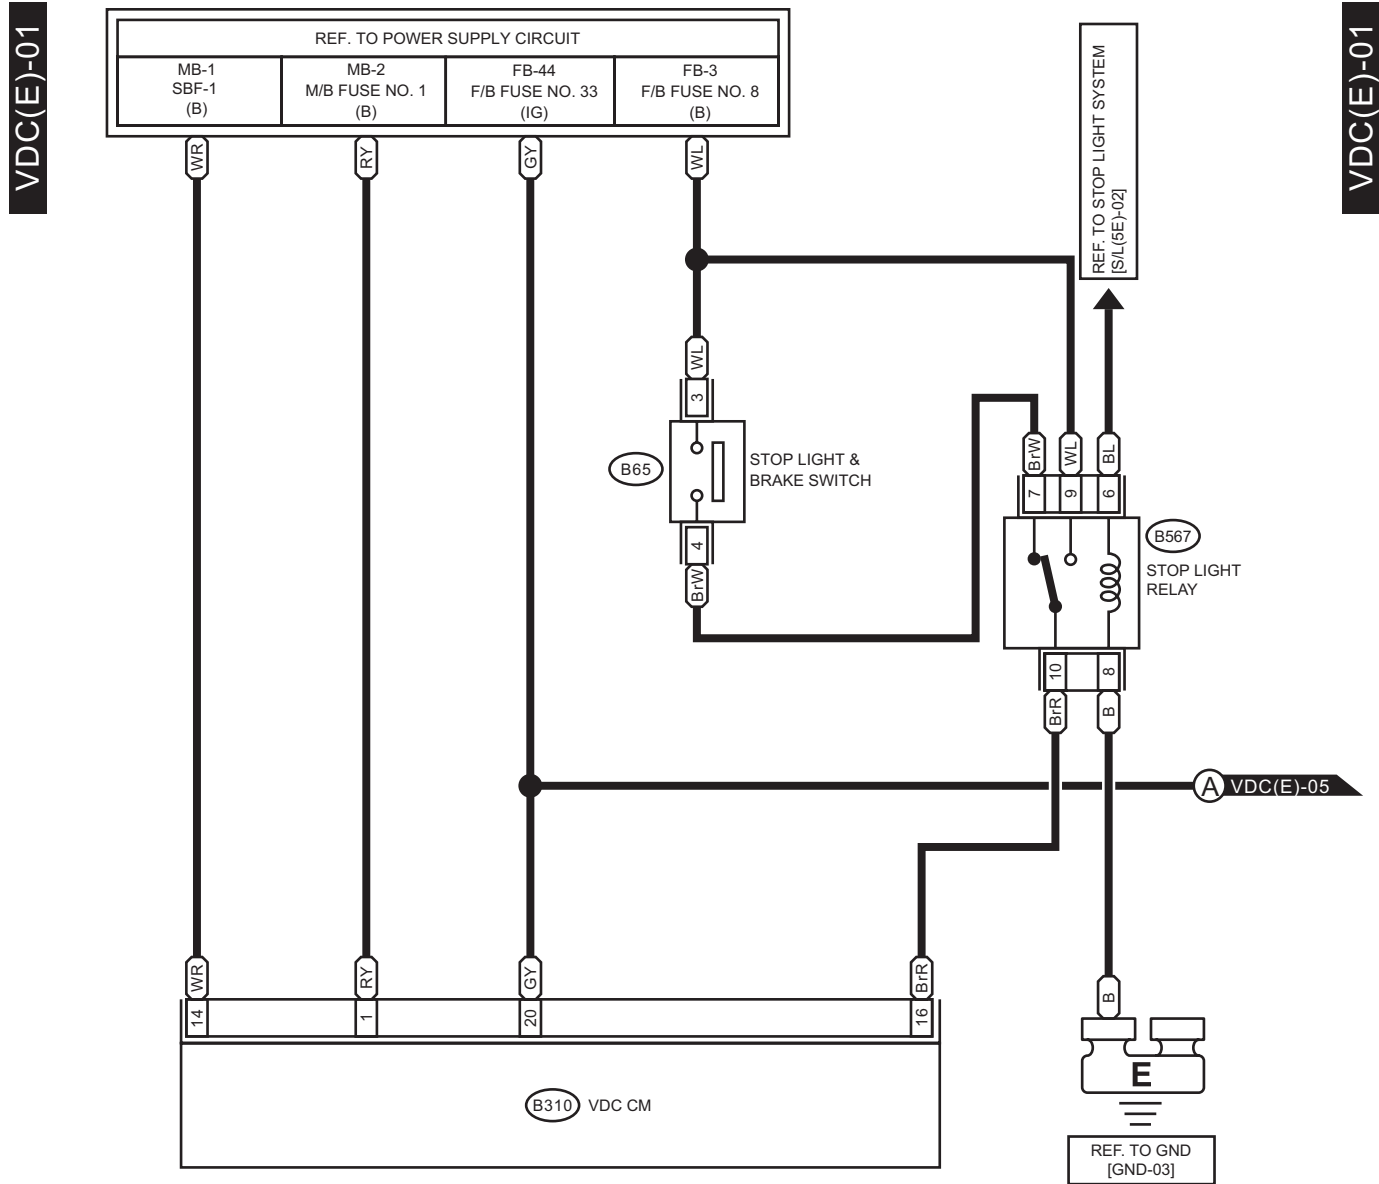 VDC(E)-01
VDC(E)-01
REF. TO POWER SUPPLY CIRCUIT
MB-1
SBF-1
(B)
MB-2
M/B FUSE NO. 1
(B)
FB-44
F/B FUSE NO. 33
(IG)
FB-3
F/B FUSE NO. 8
(B)
WR
RY
GY
WL
REF. TO STOP LIGHT SYSTEM
[S/L(5E)-02]
WL
3
B65
STOP LIGHT &
BRAKE SWITCH
4
BrW
BrW
WL
BL
7
9
6
B567
STOP LIGHT
RELAY
10
8
BrR
B
A
VDC(E)-05
WR
RY
GY
BrR
B
14
1
20
16
B310
VDC CM
E
REF. TO GND
[GND-03]